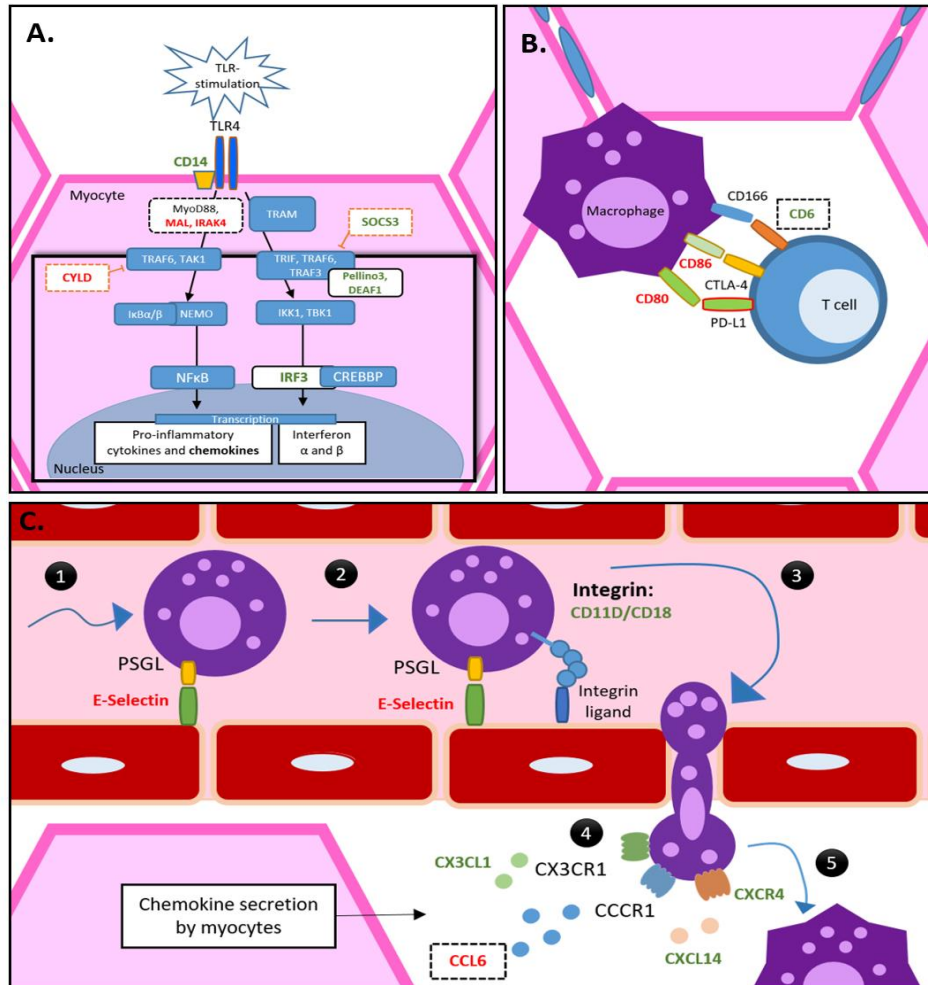 A.
TLR-
stimulation
TLR4
CD14
Myocyte
MyoD88,
MAL, IRAK4
TRAM
SOCS3
CYLD
TRAF6, TAK1
TRIF, TRAF6,
TRAF3
Pellino3,
DEAF1
IκBα/β
NEMO
IKK1, TBK1
NFκB
IRF3
CREBBP
Transcription
Pro-inflammatory
cytokines and chemokines
Interferon
α and β
Nucleus
B.
Macrophage
CD166
CD6
CD86
CTLA-4
CD80
PD-L1
T cell
C.
1
2
3
Integrin:
CD11D/CD18
PSGL
PSGL
E-Selectin
E-Selectin
Integrin
ligand
4
5
CX3CL1
CX3CR1
CCCR1
CXCR4
Chemokine secretion
by myocytes
CCL6
CXCL14